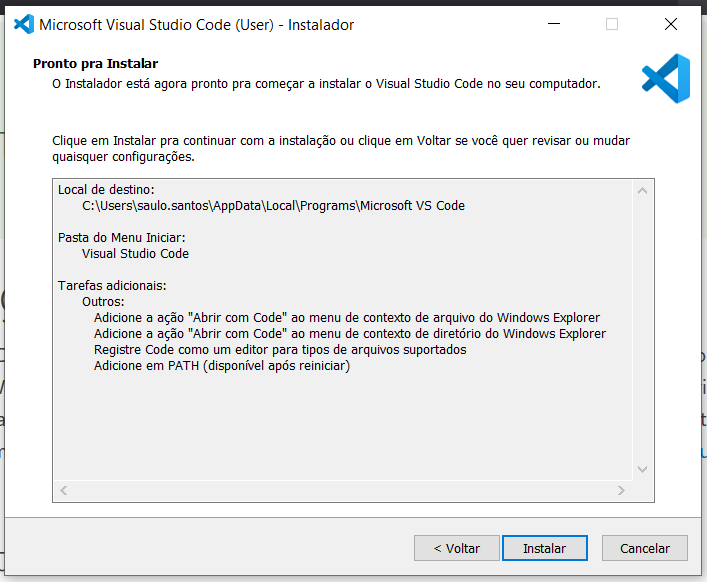 Microsoft Visual Studio Code (User) - Instalador
Pronto pra Instalar
O Instalador está agora pronto pra começar a instalar o Visual Studio Code no seu computador.
Clique em Instalar pra continuar com a instalação ou clique em Voltar se você quer revisar ou mudar
quaisquer configurações.
Local de destino:
C:\Users\saulo.santos\AppData\Local\Programs\Microsoft VS Code
Pasta do Menu Iniciar:
Visual Studio Code
Tarefas adicionais:
Outros:
Adicione a ação "Abrir com Code" ao menu de contexto de arquivo do Windows Explorer
Adicione a ação "Abrir com Code" ao menu de contexto de diretório do Windows Explorer
Registre Code como um editor para tipos de arquivos suportados
Adicione em PATH (disponível após reiniciar)
< Voltar Instalar Cancelar